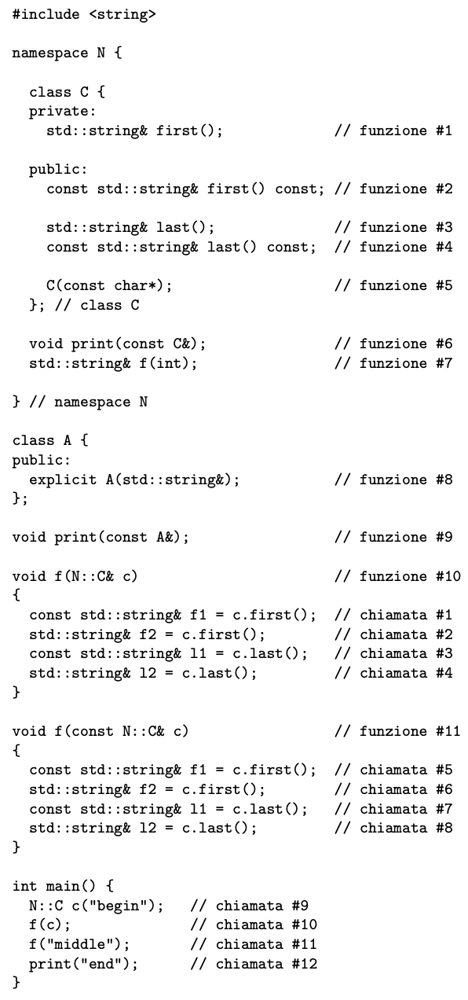 #include <string>

namespace N {

  class C {
  private:
    std::string& first();             // funzione #1

  public:
    const std::string& first() const; // funzione #2

    std::string& last();              // funzione #3
    const std::string& last() const;  // funzione #4

    C(const char*);                   // funzione #5
  }; // class C

  void print(const C&);               // funzione #6
  std::string& f(int);                // funzione #7

} // namespace N

class A {
public:
  explicit A(std::string&);           // funzione #8
};

void print(const A&);                 // funzione #9

void f(N::C& c)                       // funzione #10
{
  const std::string& f1 = c.first();  // chiamata #1
  std::string& f2 = c.first();        // chiamata #2
  const std::string& l1 = c.last();   // chiamata #3
  std::string& l2 = c.last();         // chiamata #4
}

void f(const N::C& c)                 // funzione #11
{
  const std::string& f1 = c.first();  // chiamata #5
  std::string& f2 = c.first();        // chiamata #6
  const std::string& l1 = c.last();   // chiamata #7
  std::string& l2 = c.last();         // chiamata #8
}

int main() {
  N::C c("begin");   // chiamata #9
  f(c);              // chiamata #10
  f("middle");       // chiamata #11
  print("end");      // chiamata #12
}